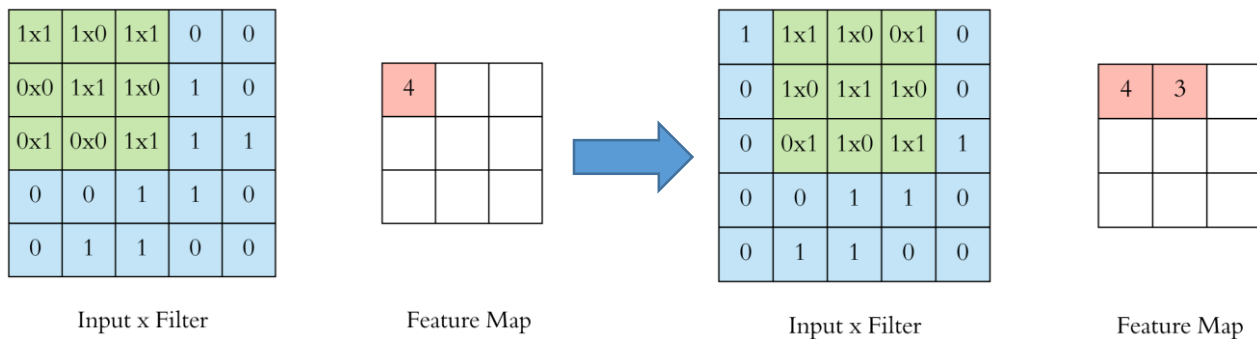 1x1 1x0 1x1 0 0
0x0 1x1 1x0 1 0
0x1 0x0 1x1 1 1
0 0 1 1 0
0 1 1 0 0
Input x Filter
4
Feature Map
1 1x1 1x0 0x1 0
0 1x0 1x1 1x0 0
0 0x1 1x0 1x1 1
0 0 1 1 0
0 1 1 0 0
Input x Filter
4 3
Feature Map